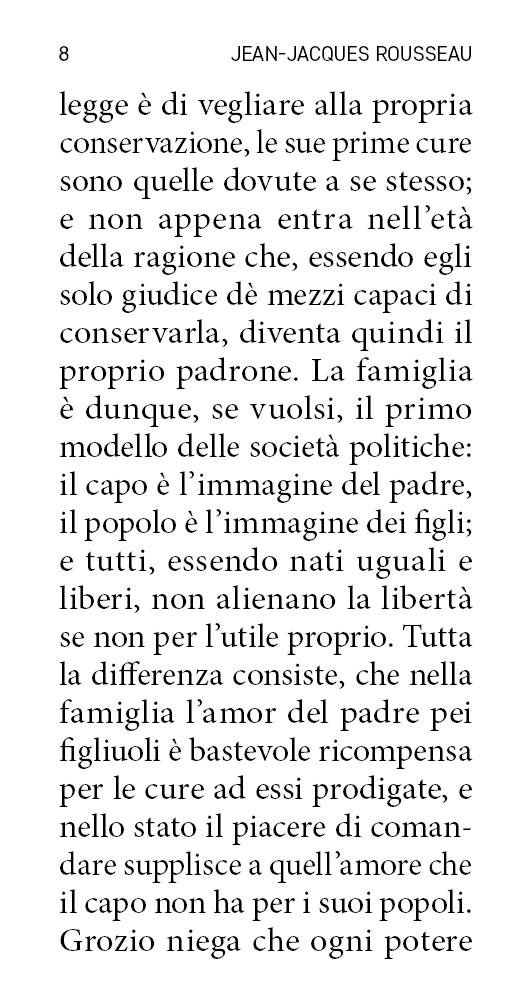 8 JEAN-JACQUES ROUSSEAU
legge è di vegliare alla propria
conservazione, le sue prime cure
sono quelle dovute a se stesso;
e non appena entra nell’età
della ragione che, essendo egli
solo giudice dè mezzi capaci di
conservarla, diventa quindi il
proprio padrone. La famiglia
è dunque, se vuolsi, il primo
modello delle società politiche:
il capo è l’immagine del padre,
il popolo è l’immagine dei figli;
e tutti, essendo nati uguali e
liberi, non alienano la libertà
se non per l’utile proprio. Tutta
la differenza consiste, che nella
famiglia l’amor del padre pei
figliuoli è bastevole ricompensa
per le cure ad essi prodigate, e
nello stato il piacere di coman-
dare supplisce a quell’amore che
il capo non ha per i suoi popoli.
Grozio niega che ogni potere